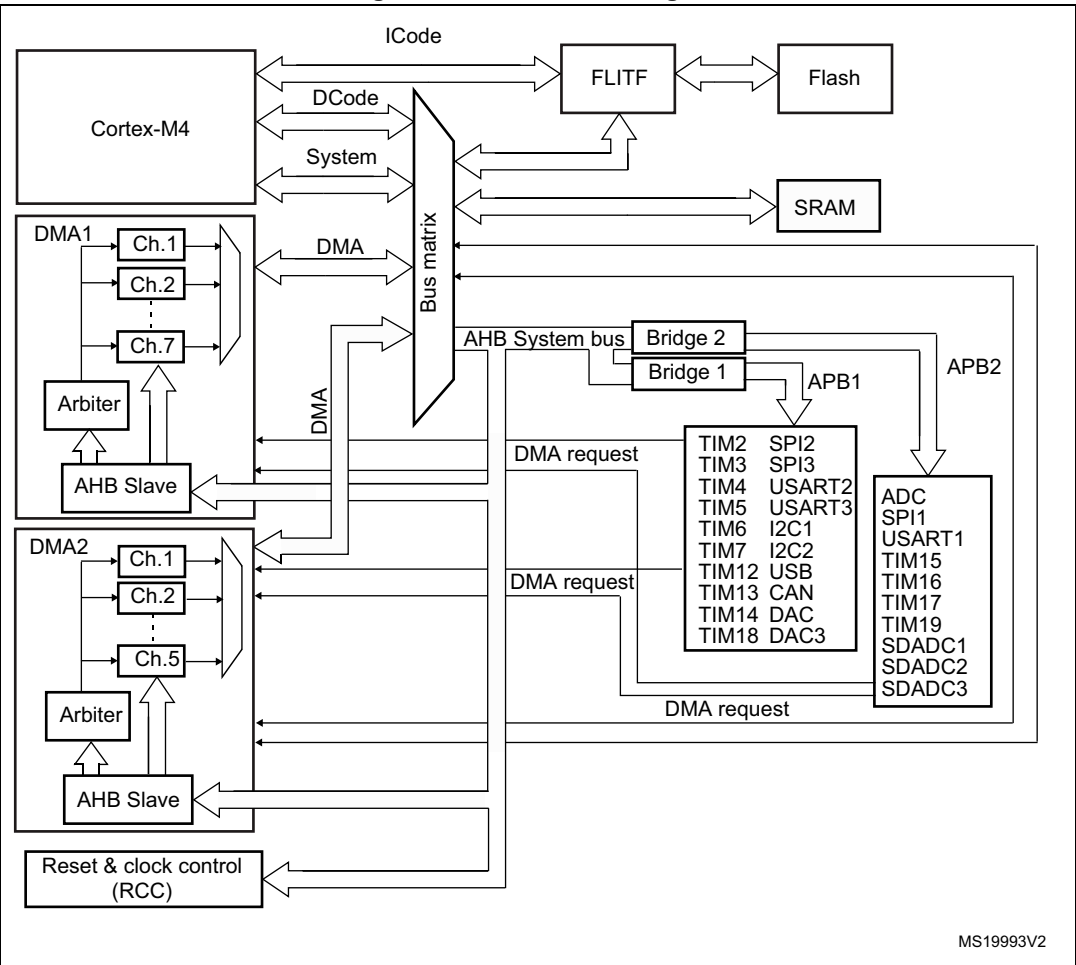 ICode
FLITF
Flash
Cortex-M4
DCode
System
Bus matrix
SRAM
DMA1
Ch.1
Ch.2
Ch.7
Arbiter
AHB Slave
DMA
DMA
AHB System bus
Bridge 2
Bridge 1
APB1
APB2
DMA request
TIM2 SPI2
TIM3 SPI3
TIM4 USART2
TIM5 USART3
TIM6 I2C1
TIM7 I2C2
TIM12 USB
TIM13 CAN
TIM14 DAC
TIM18 DAC3
ADC
SPI1
USART1
TIM15
TIM16
TIM17
TIM19
SDADC1
SDADC2
SDADC3
DMA2
Ch.1
Ch.2
Ch.5
Arbiter
AHB Slave
DMA request
DMA request
Reset & clock control
(RCC)
MS19993V2